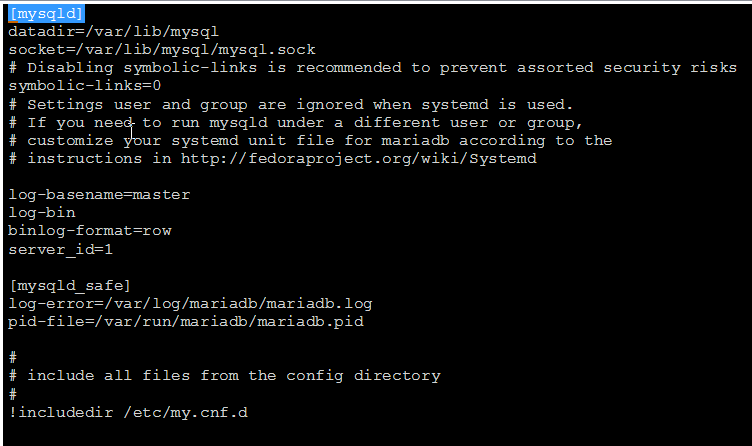 [mysqld]
datadir=/var/lib/mysql
socket=/var/lib/mysql/mysql.sock
# Disabling symbolic-links is recommended to prevent assorted security risks
symbolic-links=0
# Settings user and group are ignored when systemd is used.
# If you need to run mysqld under a different user or group,
# customize your systemd unit file for mariadb according to the
# instructions in http://fedoraproject.org/wiki/Systemd

log-basename=master
log-bin
binlog-format=row
server_id=1

[mysqld_safe]
log-error=/var/log/mariadb/mariadb.log
pid-file=/var/run/mariadb/mariadb.pid

#
# include all files from the config directory
#
!includedir /etc/my.cnf.d